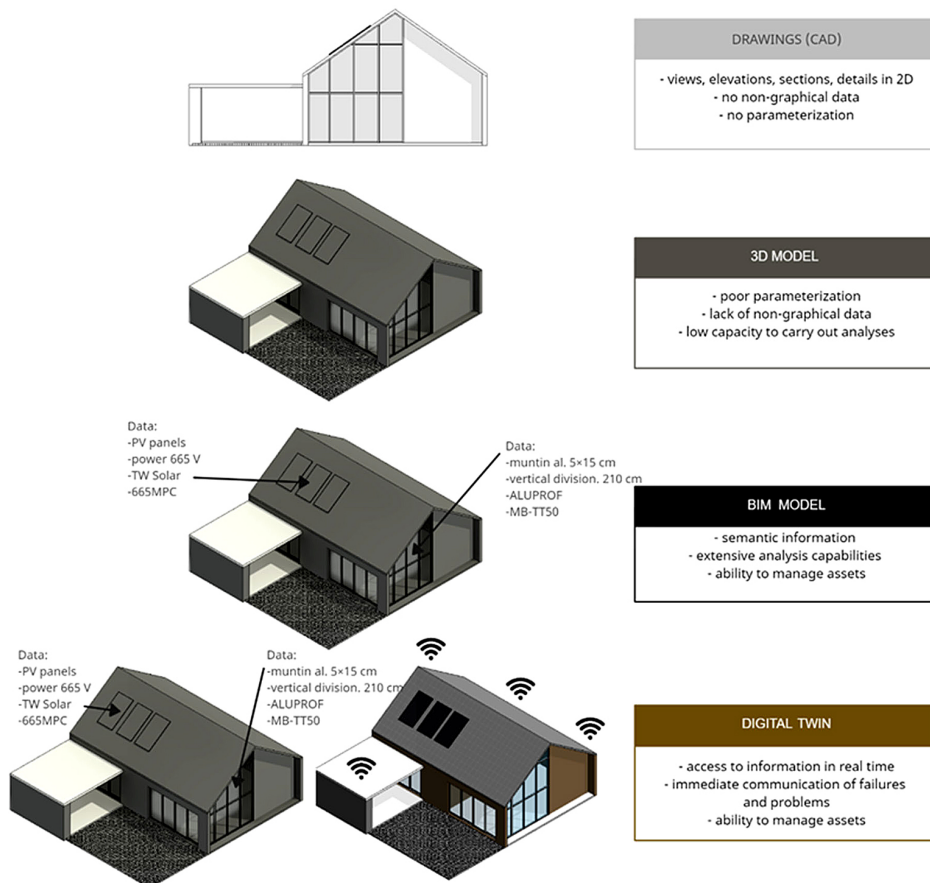 DRAWINGS (CAD)
- views, elevations, sections, details in 2D
- no non-graphical data
- no parameterization
3D MODEL
- poor parameterization
- lack of non-graphical data
- low capacity to carry out analyses
Data:
-PV panels
-power 665 V
-TW Solar
-665MPC
Data:
-muntin al. 5×15 cm
-vertical division. 210 cm
-ALUPROF
-MB-TT50
BIM MODEL
- semantic information
- extensive analysis capabilities
- ability to manage assets
Data:
-PV panels
-power 665 V
-TW Solar
-665MPC
Data:
-muntin al. 5×15 cm
-vertical division. 210 cm
-ALUPROF
-MB-TT50
DIGITAL TWIN
- access to information in real time
- immediate communication of failures
and problems
- ability to manage assets